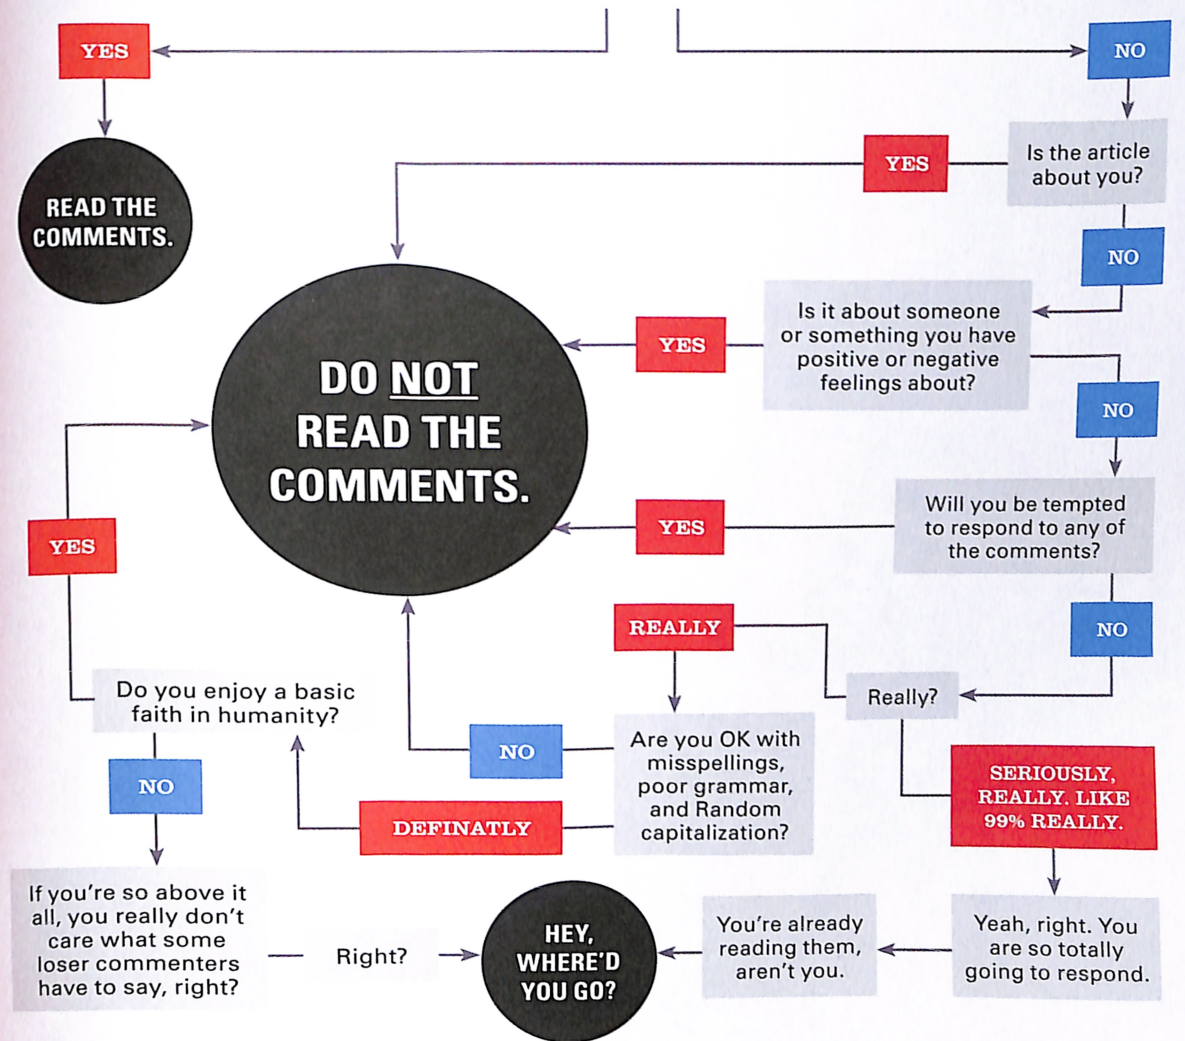 YES
NO
READ THE
COMMENTS.
YES
Is the article
about you?
NO
Is it about someone
or something you have
positive or negative
feelings about?
YES
NO
DO NOT
READ THE
COMMENTS.
Will you be tempted
to respond to any of
the comments?
YES
NO
YES
Really?
REALLY
Do you enjoy a basic
faith in humanity?
NO
Are you OK with
misspellings,
poor grammar,
and Random
capitalization?
NO
DEFINATLY
SERIOUSLY,
REALLY. LIKE
99% REALLY.
If you're so above it
all, you really don't
care what some
loser commenters
have to say, right?
Right?
HEY,
WHERE'D
YOU GO?
You're already
reading them,
aren't you.
Yeah, right. You
are so totally
going to respond.